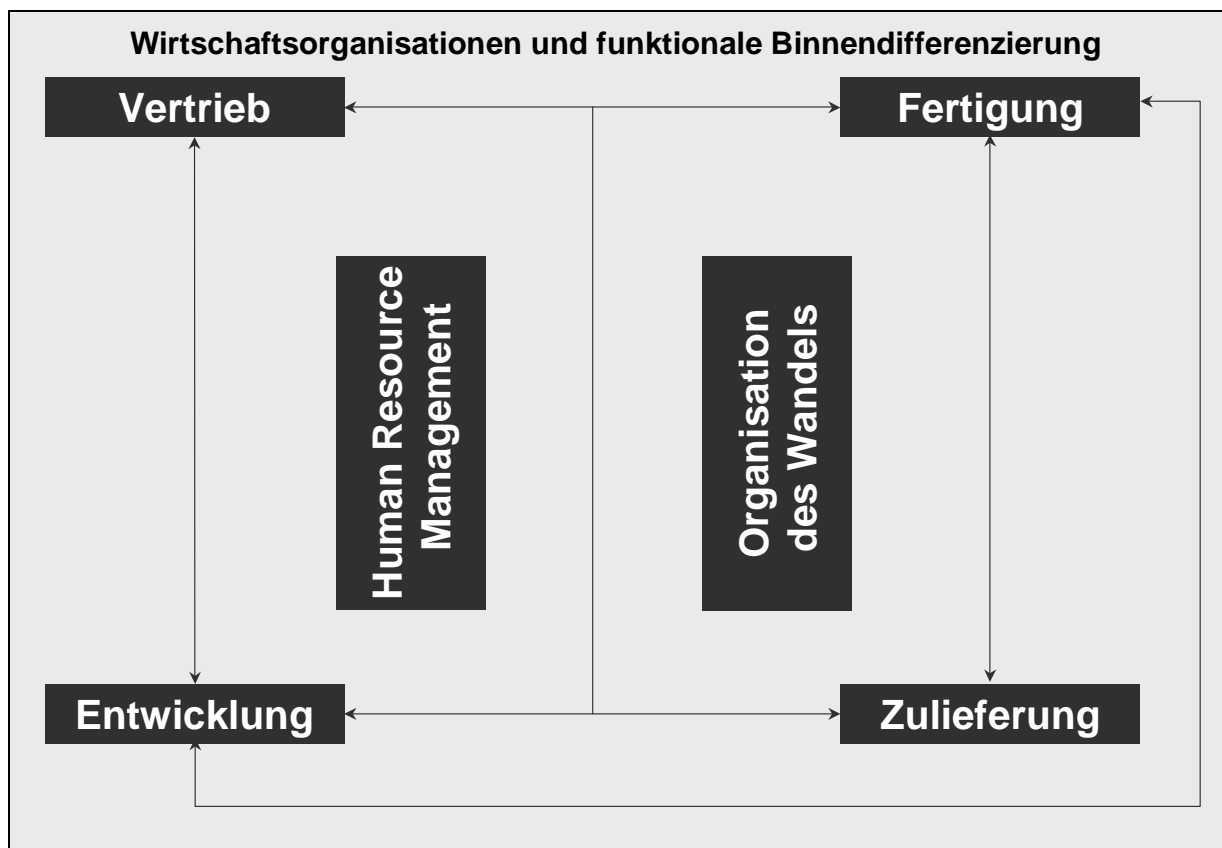 Wirtschaftsorganisationen und funktionale Binnendifferenzierung
Vertrieb
Fertigung
Human Resource
Management
Organisation
des Wandels
Entwicklung
Zulieferung